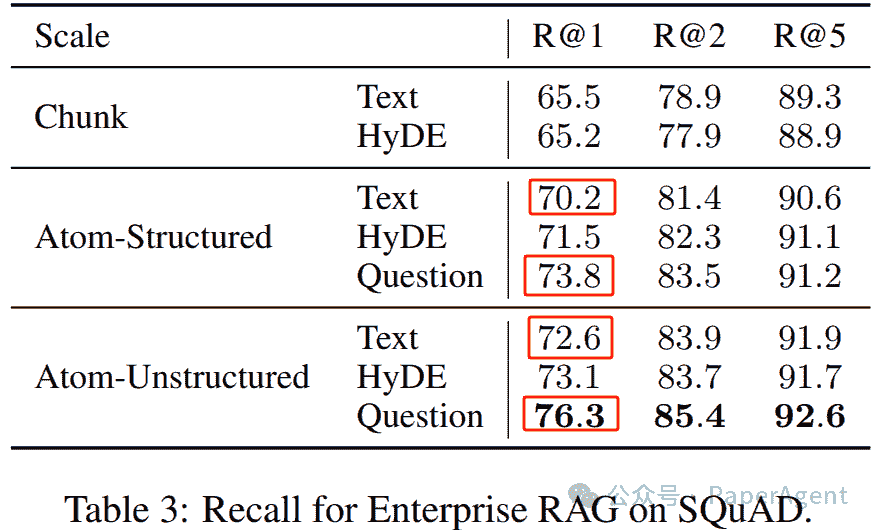 Scale R@1 R@2 R@5
Chunk
Text 65.5 78.9 89.3
HyDE 65.2 77.9 88.9
Atom-Structured
Text 70.2 81.4 90.6
HyDE 71.5 82.3 91.1
Question 73.8 83.5 91.2
Atom-Unstructured
Text 72.6 83.9 91.9
HyDE 73.1 83.7 91.7
Question 76.3 85.4 92.6
公众号 · PaperAgent
Table 3: Recall for Enterprise RAG on SQuAD.